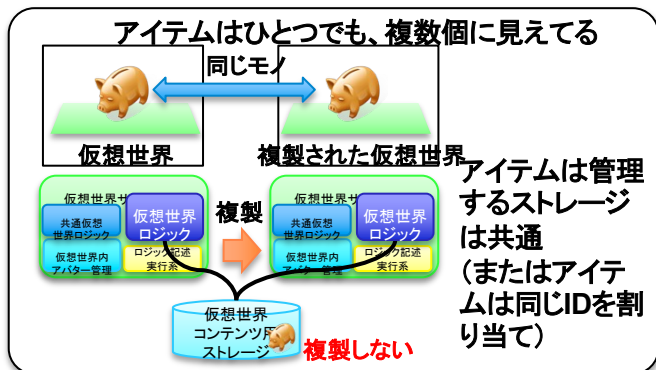 アイテムはひとつでも、複数個に見えてる
同じモノ
仮想世界
複製された仮想世界
仮想世界サ
共通仮想
世界ロジック
仮想世界
ロジック
仮想世界内
アバター管理
ロジック記述
実行系
複製
仮想世界サ
共通仮想
世界ロジック
仮想世界
ロジック
仮想世界内
アバター管理
ロジック記述
実行系
アイテムは管理
するストレージ
は共通
(またはアイテ
ムは同じIDを割
り当て)
仮想世界
コンテンツ用
ストレージ
複製しない